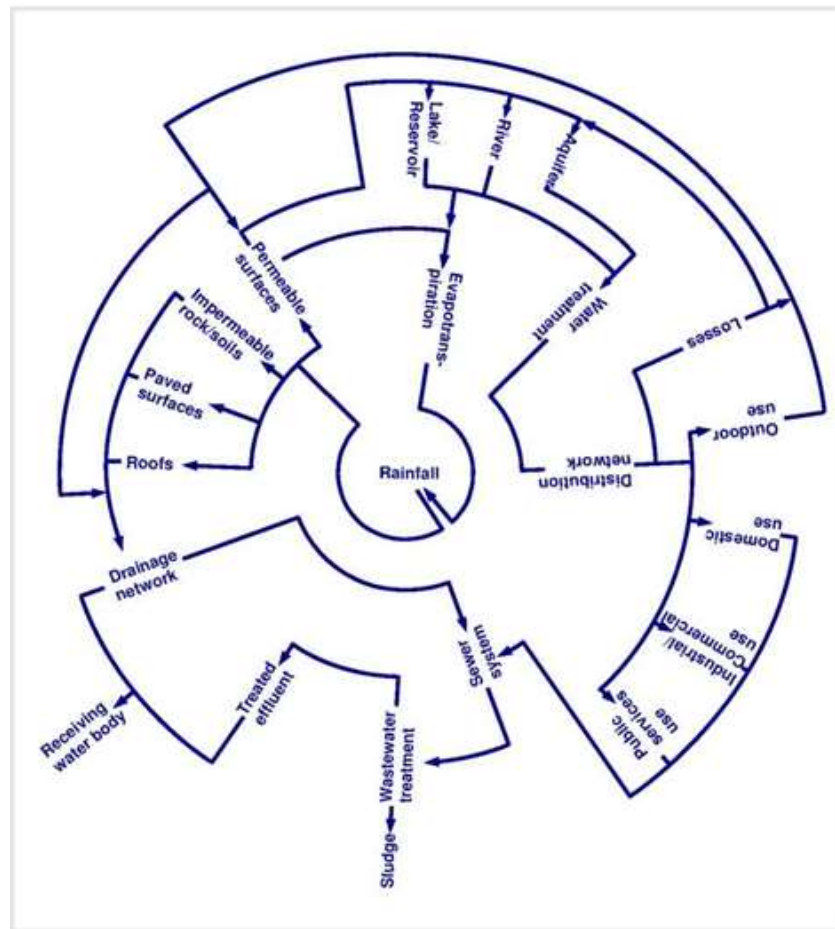 Lake/
Reservoir
River
Aquifer
Permeable
surfaces
Evapotrans-
piration
Water
treatment
Impermeable
rock/soils
Losses
Paved
surfaces
Outdoor
use
Roofs
Rainfall
Distribution
network
Domestic
use
Drainage
network
Sewer
system
Industrial/
Commercial
use
Public
services
use
Treated
effluent
Receiving
water body
Wastewater
treatment
Sludge